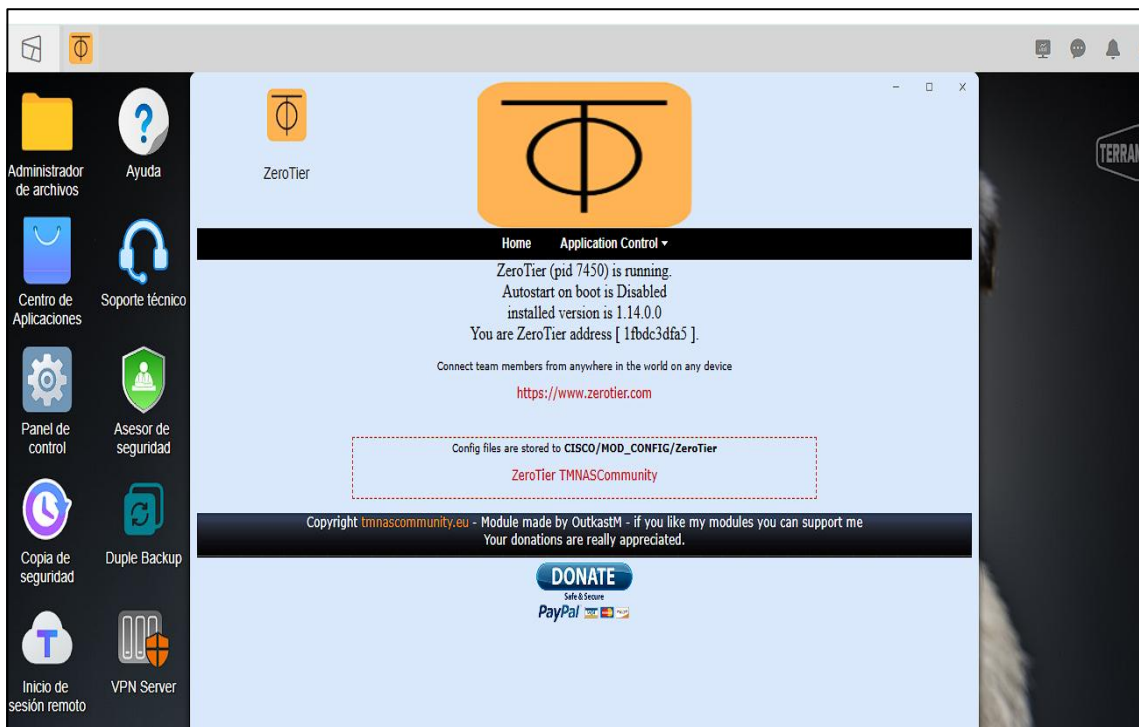 TERRAM
Administrador
de archivos
Ayuda
Centro de
Aplicaciones
Soporte técnico
Panel de
control
Asesor de
seguridad
Copia de
seguridad
Duple Backup
Inicio de
sesión remoto
VPN Server
ZeroTier
Home Application Control
ZeroTier (pid 7450) is running.
Autostart on boot is Disabled
installed version is 1.14.0.0
You are ZeroTier address [ 1fbdc3dfa5 ].
Connect team members from anywhere in the world on any device
https://www.zerotier.com
Config files are stored to CISCO/MOD_CONFIG/ZeroTier
ZeroTier TMNASCommunity
Copyright tmnascommunity.eu - Module made by OutkastM - if you like my modules you can support me
Your donations are really appreciated.
DONATE
Safe & Secure
PayPal